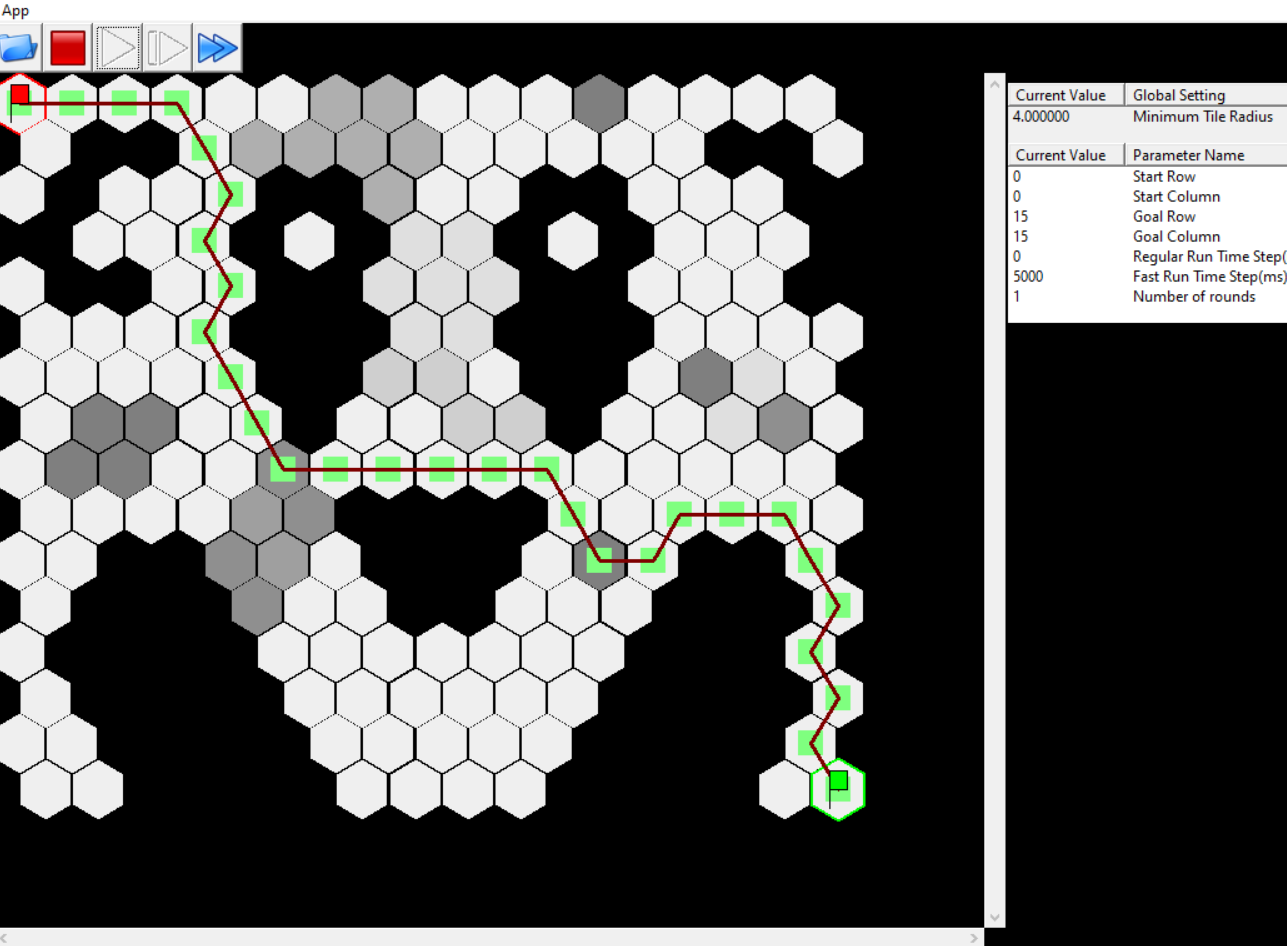 App
Current Value Global Setting
4.000000 Minimum Tile Radius
Current Value Parameter Name
0 Start Row
0 Start Column
15 Goal Row
15 Goal Column
0 Regular Run Time Step(
5000 Fast Run Time Step(ms)
1 Number of rounds